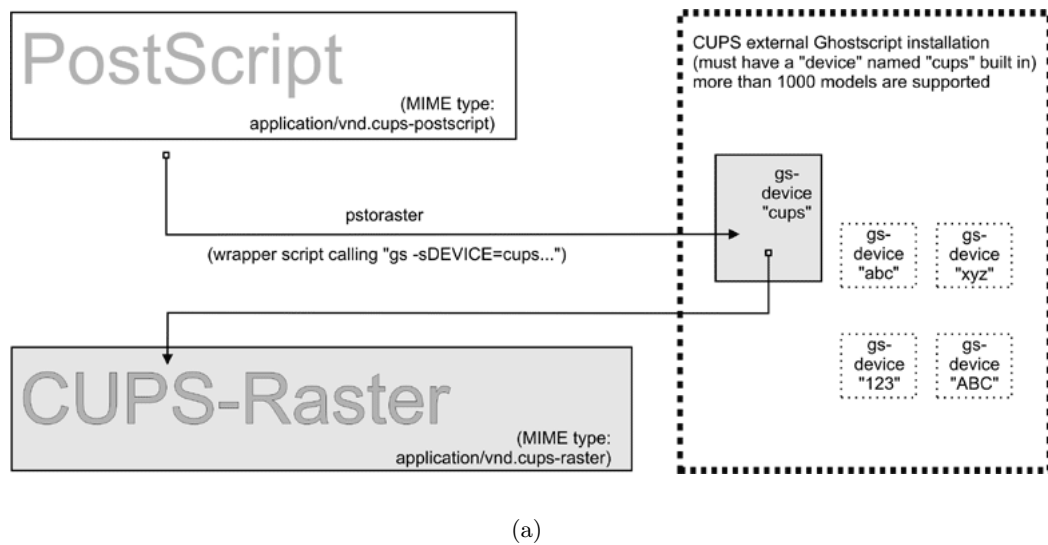 PostScript
(MIME type:
application/vnd.cups-postscript)
CUPS external Ghostscript installation
(must have a "device" named "cups" built in)
more than 1000 models are supported
gs-
device
"cups"
pstoraster
(wrapper script calling "gs -sDEVICE=cups...")
gs-
device
"abc"
gs-
device
"xyz"
gs-
device
"123"
gs-
device
"ABC"
CUPS-Raster
(MIME type:
application/vnd.cups-raster)
(a)